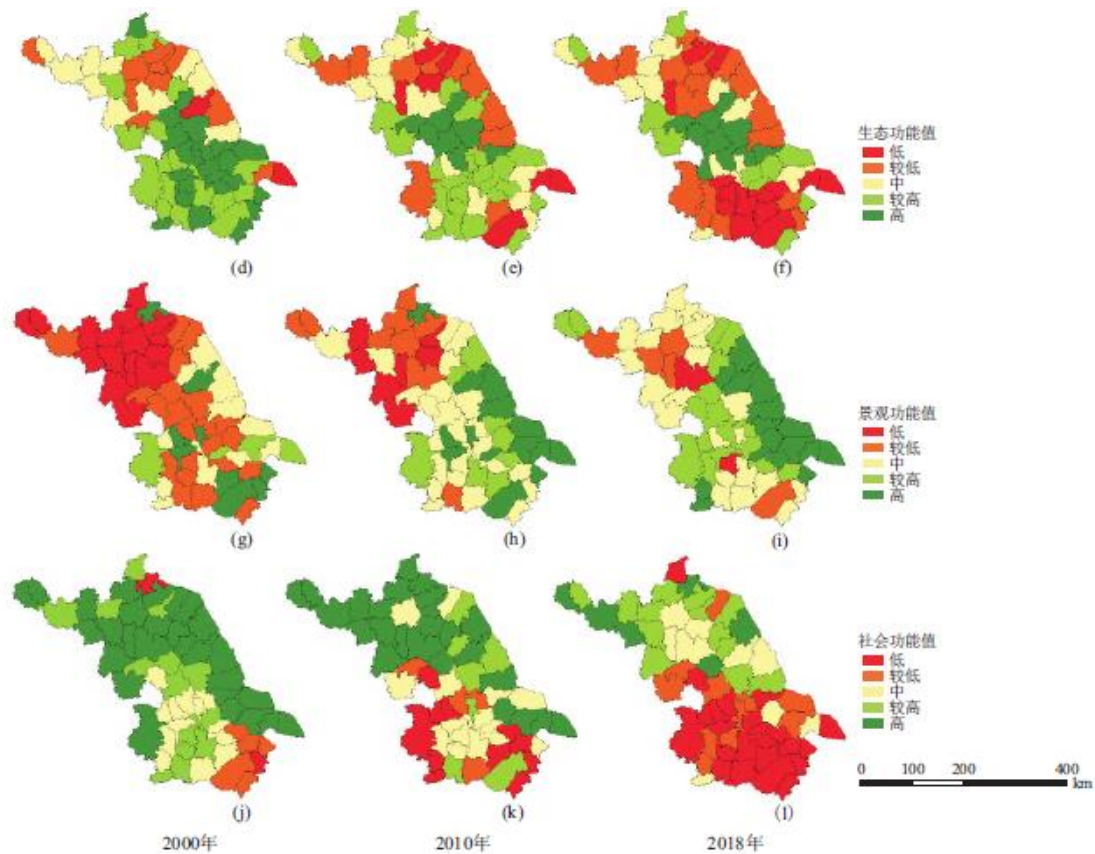 生态功能值
低
较低
中
较高
高
(d)
(e)
(f)
景观功能值
低
较低
中
较高
高
(g)
(h)
(i)
社会功能值
低
较低
中
较高
高
0 100 200 400
km
(j)
(k)
(l)
2000年 2010年 2018年